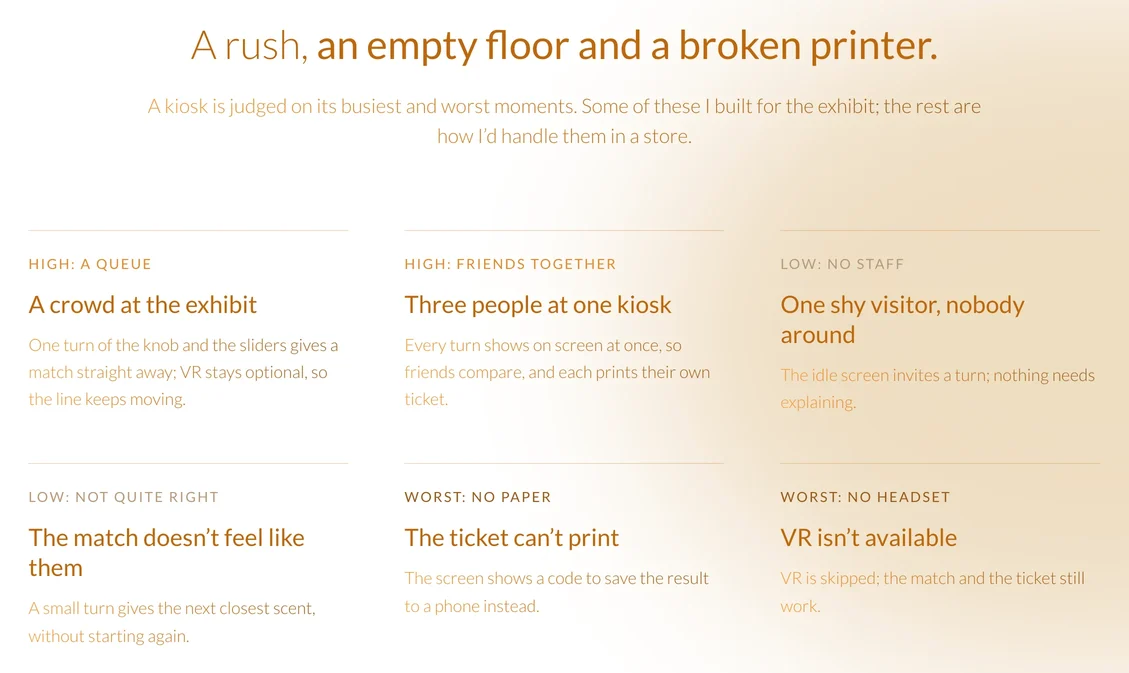 A rush, an empty floor and a broken printer.
A kiosk is judged on its busiest and worst moments. Some of these I built for the exhibit; the rest are
how I’d handle them in a store.
HIGH: A QUEUE
A crowd at the exhibit
One turn of the knob and the sliders gives a
match straight away; VR stays optional, so
the line keeps moving.
HIGH: FRIENDS TOGETHER
Three people at one kiosk
Every turn shows on screen at once, so
friends compare, and each prints their own
ticket.
LOW: NO STAFF
One shy visitor, nobody
around
The idle screen invites a turn; nothing needs
explaining.
LOW: NOT QUITE RIGHT
The match doesn’t feel like
them
A small turn gives the next closest scent,
without starting again.
WORST: NO PAPER
The ticket can’t print
The screen shows a code to save the result
to a phone instead.
WORST: NO HEADSET
VR isn’t available
VR is skipped; the match and the ticket still
work.